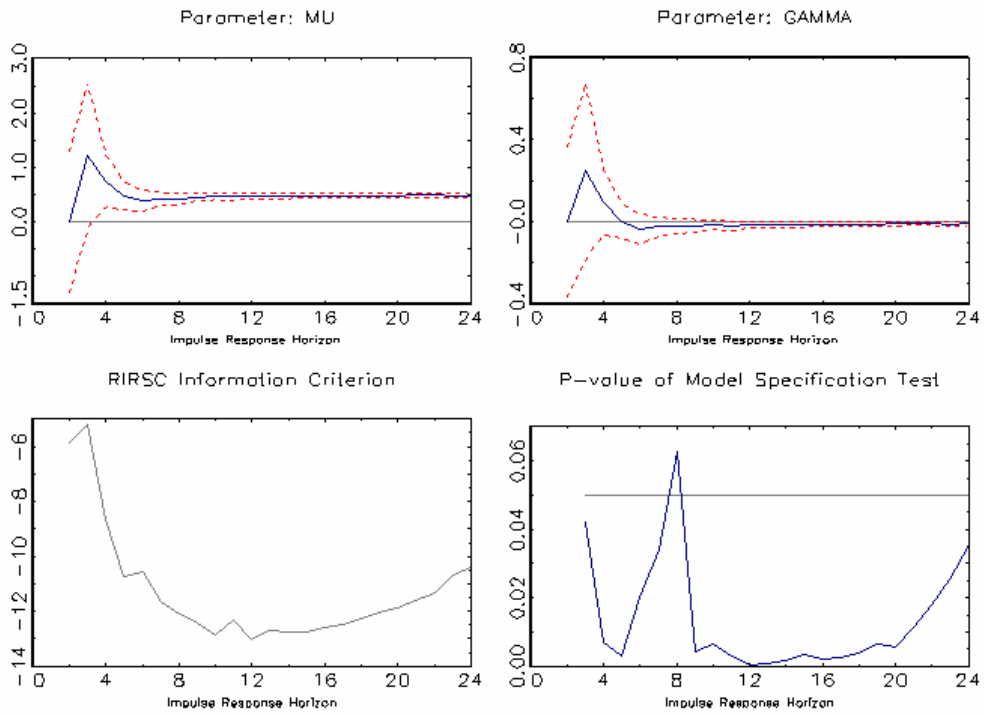 Parameter: MU
3.0
2.0
1.0
0.0
-1.5
0 4 8 12 16 20 24
Impulse Response Horizon
Parameter: GAMMA
0.8
0.4
-0.0
-0.4
0 4 8 12 16 20 24
Impulse Response Horizon
RIRSC Information Criterion
-6
-8
-10
-12
-14
0 4 8 12 16 20 24
Impulse Response Horizon
P-value of Model Specification Test
0.06
0.04
0.02
0.00
0 4 8 12 16 20 24
Impulse Response Horizon